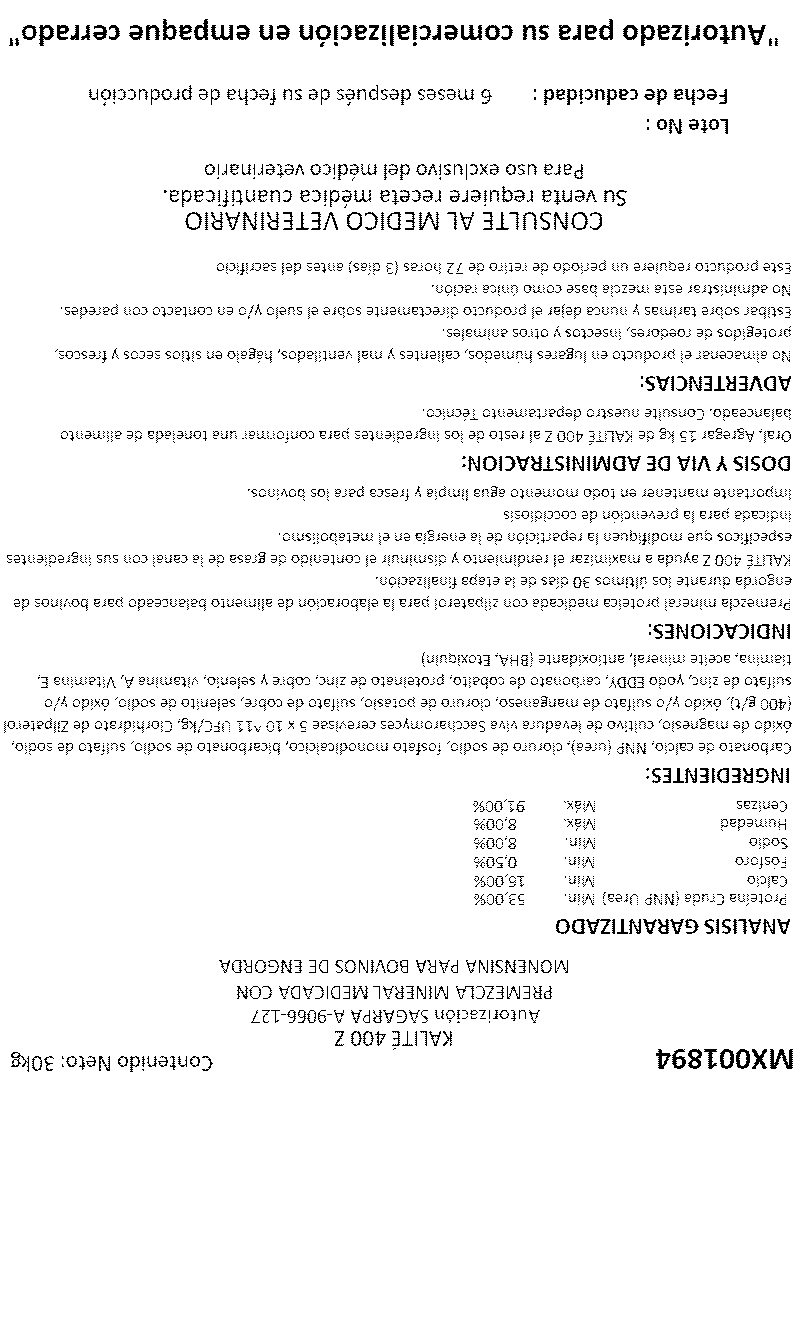 MX001894
Contenido Neto: 30kg
KALITÉ 400 Z
Autorización SAGARPA A-9066-127
PREMEZCLA MINERAL MEDICADA CON
MONENSINA PARA BOVINOS DE ENGORDA
ANALISIS GARANTIZADO
Proteína Cruda (NNP Urea) Min. 53,00%
Calcio Min. 16,00%
Fósforo Min. 0,50%
Sodio Min. 8,00%
Humedad Máx. 8,00%
Cenizas Máx. 91,00%
INGREDIENTES:
Carbonato de calcio, NNP (urea), cloruro de sodio, fosfato monodicalcico, bicarbonato de sodio, sulfato de sodio,
óxido de magnesio, cultivo de levadura viva Saccharomyces cerevisae 5 x 10 ^11 UFC/kg, Clorhidrato de Zilpaterol
(400 g/t), óxido y/o sulfato de manganeso, cloruro de potasio, sulfato de cobre, selenito de sodio, óxido y/o
sulfato de zinc, yodo EDDY, carbonato de cobalto, proteinato de zinc, cobre y selenio, vitamina A, Vitamina E,
tiamina, aceite mineral, antioxidante (BHA, Etoxiquin)
INDICACIONES:
Premezcla mineral proteica medicada con zilpaterol para la elaboración de alimento balanceado para bovinos de
engorda durante los últimos 30 días de la etapa finalización.
KALITÉ 400 Z ayuda a maximizar el rendimiento y disminuir el contenido de grasa de la canal con sus ingredientes
específicos que modifiquen la repartición de la energía en el metabolismo.
Indicada para la prevención de coccidiosis
Importante mantener en todo momento agua limpia y fresca para los bovinos.
DOSIS Y VIA DE ADMINISTRACION:
Oral. Agregar 15 kg de KALITÉ 400 Z al resto de los ingredientes para conformar una tonelada de alimento
balanceado. Consulte nuestro departamento Técnico.
ADVERTENCIAS:
No almacenar el producto en lugares húmedos, calientes y mal ventilados, hágalo en sitios secos y frescos,
protegidos de roedores, insectos y otros animales.
Estibar sobre tarimas y nunca dejar el producto directamente sobre el suelo y/o en contacto con paredes.
No administrar esta mezcla base como única ración.
Este producto requiere un periodo de retiro de 72 horas (3 días) antes del sacrificio
CONSULTE AL MEDICO VETERINARIO
Su venta requiere receta médica cuantificada.
Para uso exclusivo del médico veterinario
Lote No :
Fecha de caducidad : 6 meses después de su fecha de producción
"Autorizado para su comercialización en empaque cerrado"